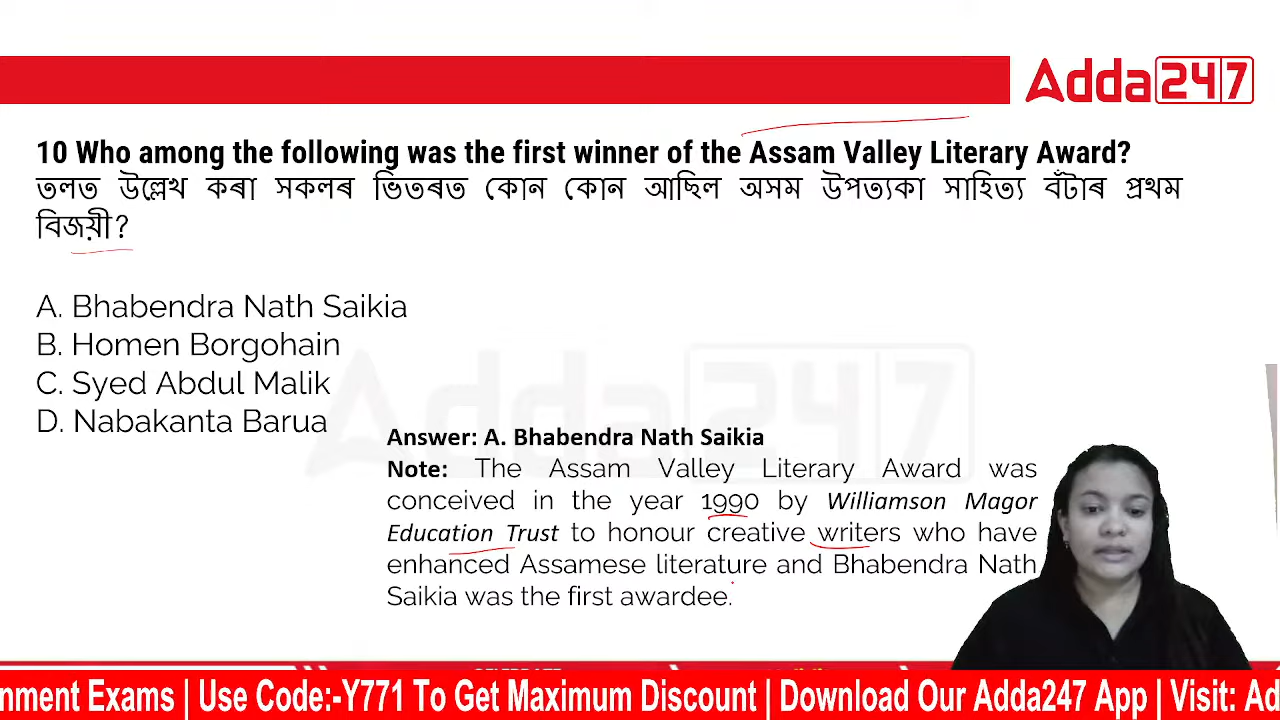 Adda247
10 Who among the following was the first winner of the Assam Valley Literary Award?
তলত উল্লেখ কৰা সকলৰ ভিতৰত কোন কোন আছিল অসম উপত্যকা সাহিত্য বঁটাৰ প্ৰথম
বিজয়ী?
A. Bhabendra Nath Saikia
B. Homen Borgohain
C. Syed Abdul Malik
D. Nabakanta Barua
Adda247
Answer: A. Bhabendra Nath Saikia
Note: The Assam Valley Literary Award was
conceived in the year 1990 by Williamson Magor
Education Trust to honour creative writers who have
enhanced Assamese literature and Bhabendra Nath
Saikia was the first awardee.
nment Exams | Use Code:-Y771 To Get Maximum Discount | Download Our Adda247 App | Visit: Ad